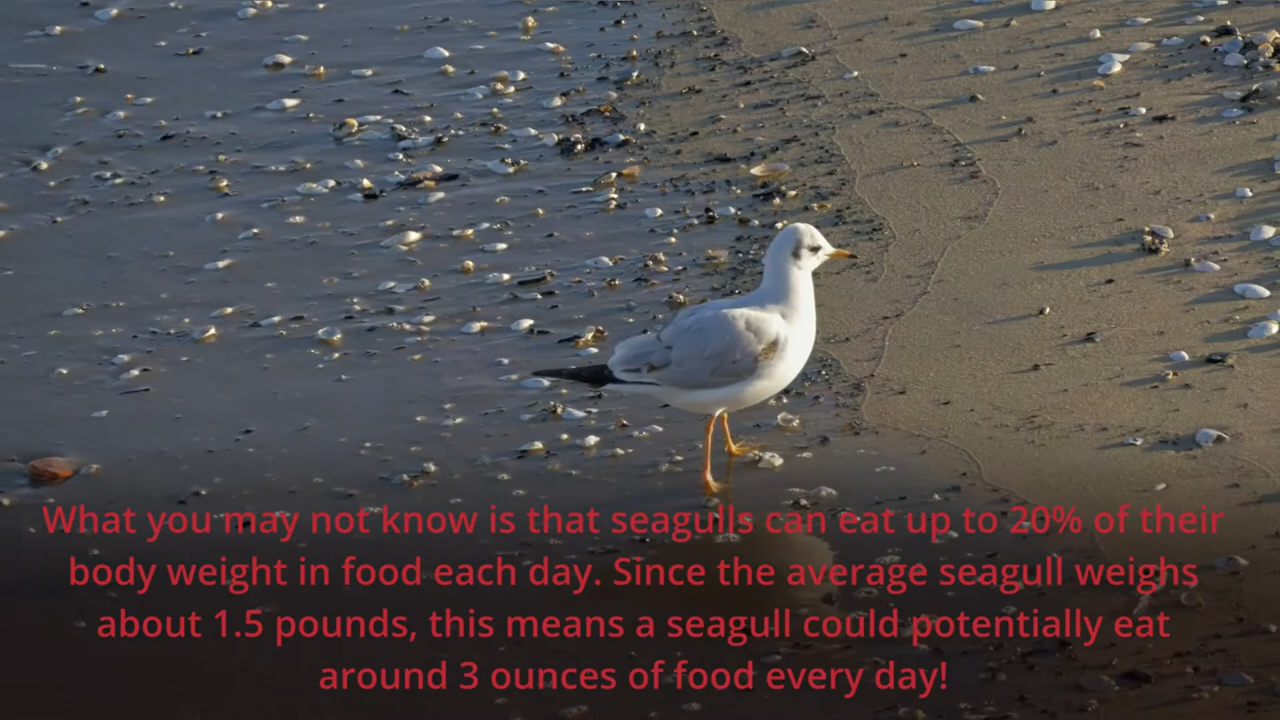 What you may not know is that seagulls can eat up to 20% of their
body weight in food each day. Since the average seagull weighs
about 1.5 pounds, this means a seagull could potentially eat
around 3 ounces of food every day!